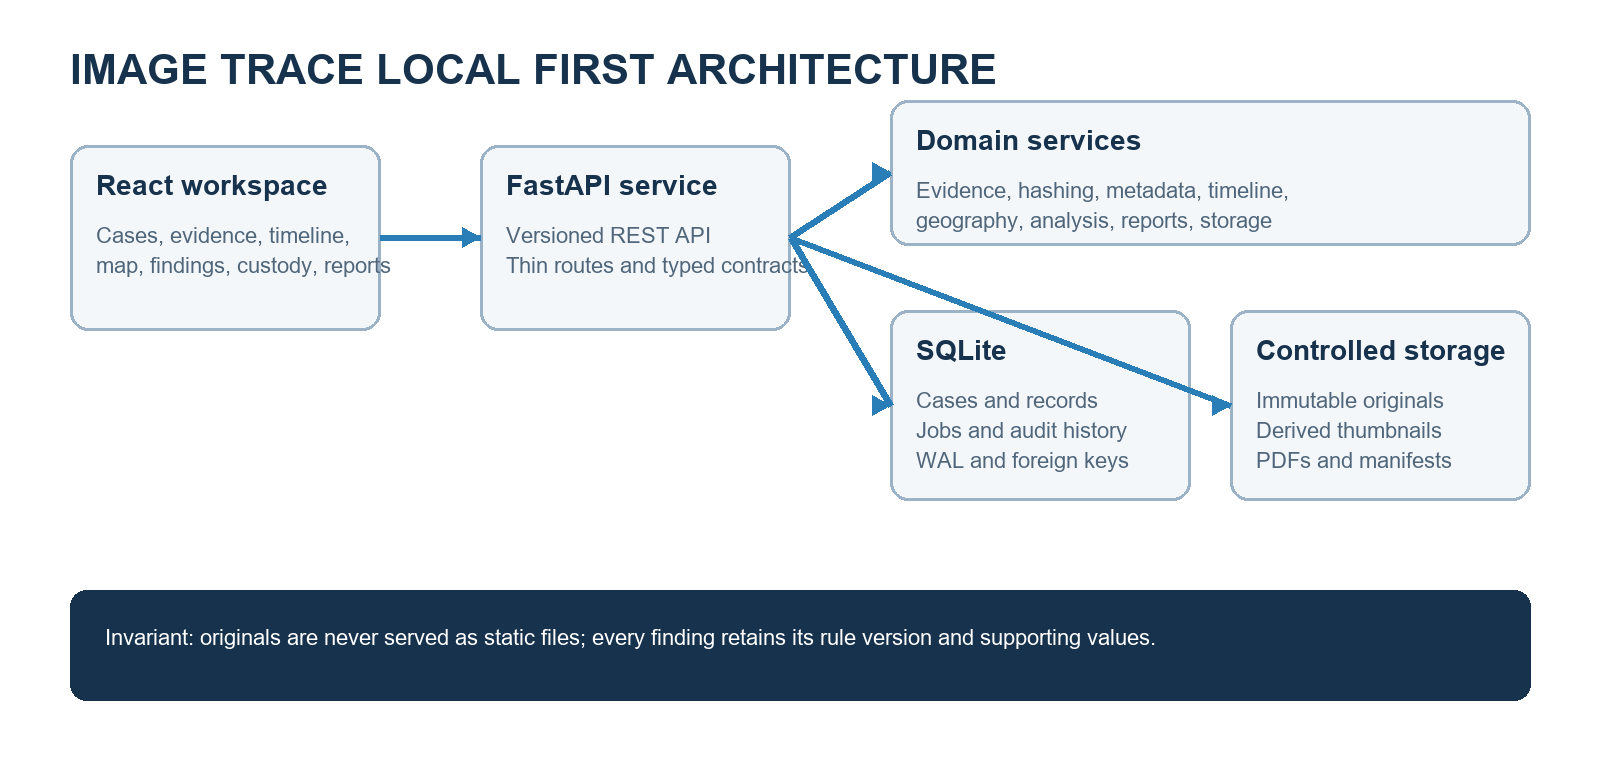 IMAGE TRACE LOCAL FIRST ARCHITECTURE
React workspace
Cases, evidence, timeline,
map, findings, custody, reports
FastAPI service
Versioned REST API
Thin routes and typed contracts
Domain services
Evidence, hashing, metadata, timeline,
geography, analysis, reports, storage
SQLite
Cases and records
Jobs and audit history
WAL and foreign keys
Controlled storage
Immutable originals
Derived thumbnails
PDFs and manifests
Invariant: originals are never served as static files; every finding retains its rule version and supporting values.